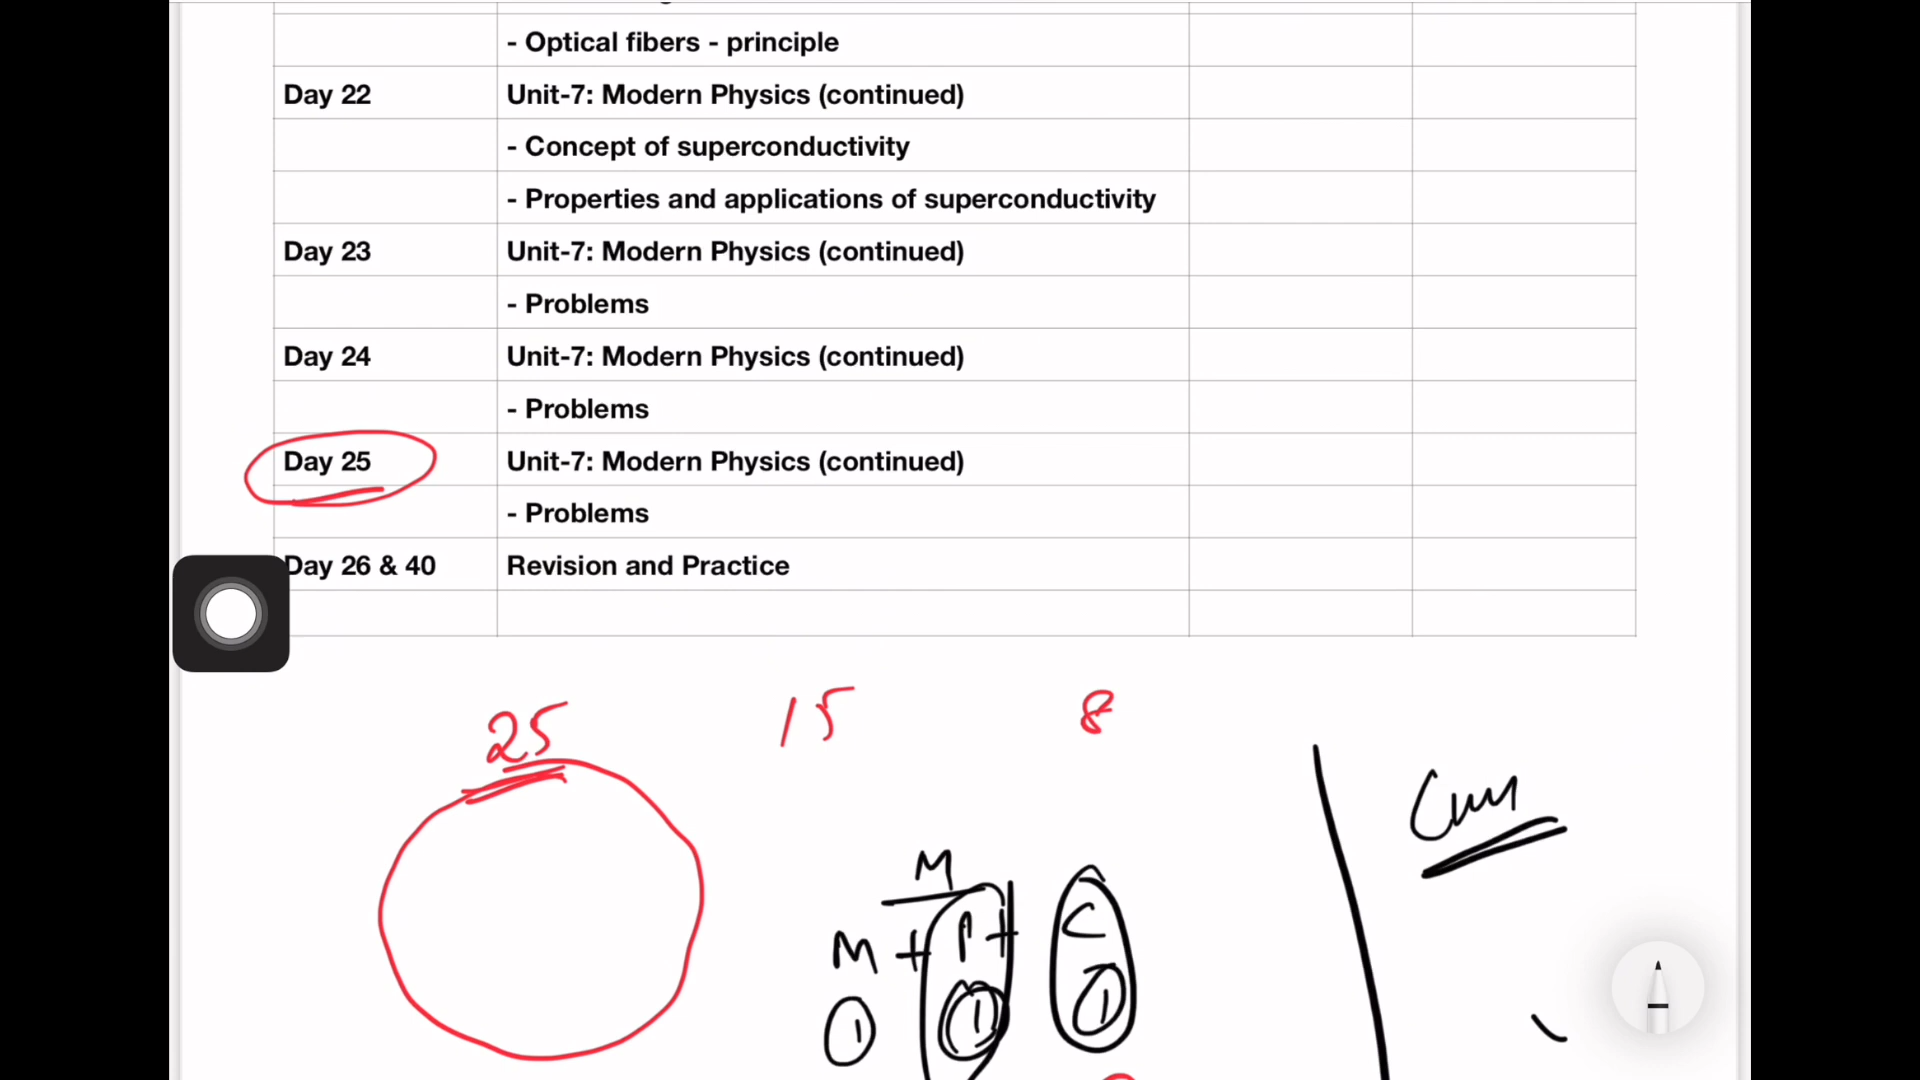 - Optical fibers - principle
Day 22 Unit-7: Modern Physics (continued)
- Concept of superconductivity
- Properties and applications of superconductivity
Day 23 Unit-7: Modern Physics (continued)
- Problems
Day 24 Unit-7: Modern Physics (continued)
- Problems
Day 25 Unit-7: Modern Physics (continued)
- Problems
Day 26 & 40 Revision and Practice
25 15 8
M
M + P + C
1 1 1